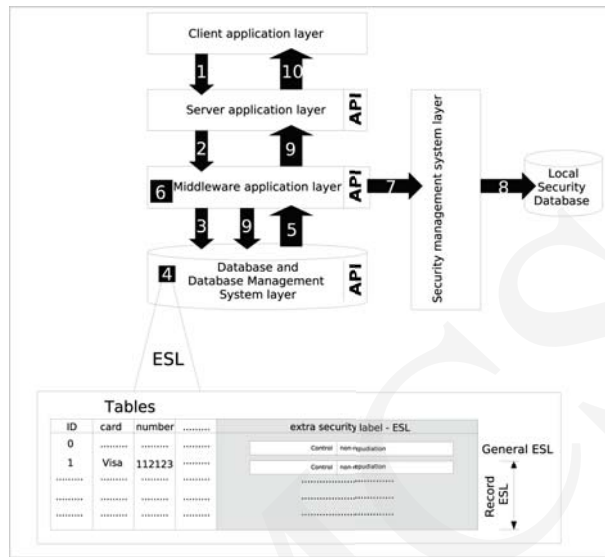 Client application layer
1
10
Server application layer
API
2
9
6
Middleware application layer
API
7
Security management system layer
8
Local
Security
Database
3
9
5
4
Database and
Database Management
System layer
API
ESL
Tables
ID card number .........
extra security label - ESL
0 ......... ......... .........
Control non-repudiation
General ESL
1 Visa 112123 .........
Control non-repudiation
Record
ESL
......... ......... ......... ......... ...................
......... ......... ......... ......... ...................
......... ......... ......... ......... ...................